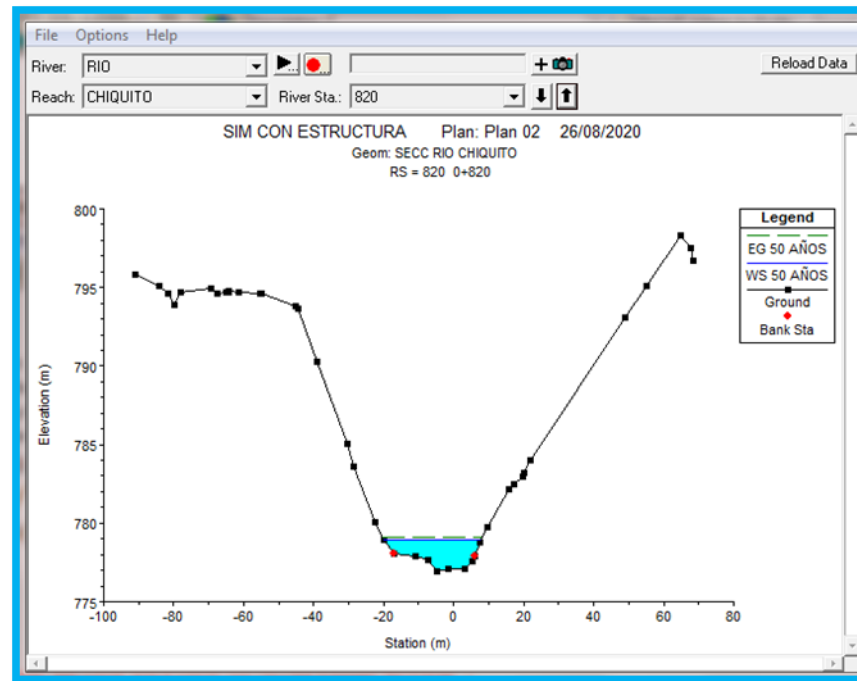 File Options Help
River: RIO
Reload Data
Reach: CHIQUITO River Sta.: 820
SIM CON ESTRUCTURA Plan: Plan 02 26/08/2020
Geom: SECC RIO CHIQUITO
RS = 820 0+820
Legend
EG 50 AÑOS
WS 50 AÑOS
Ground
Bank Sta
Elevation (m)
800
795
790
785
780
775
-100 -80 -60 -40 -20 0 20 40 60 80
Station (m)